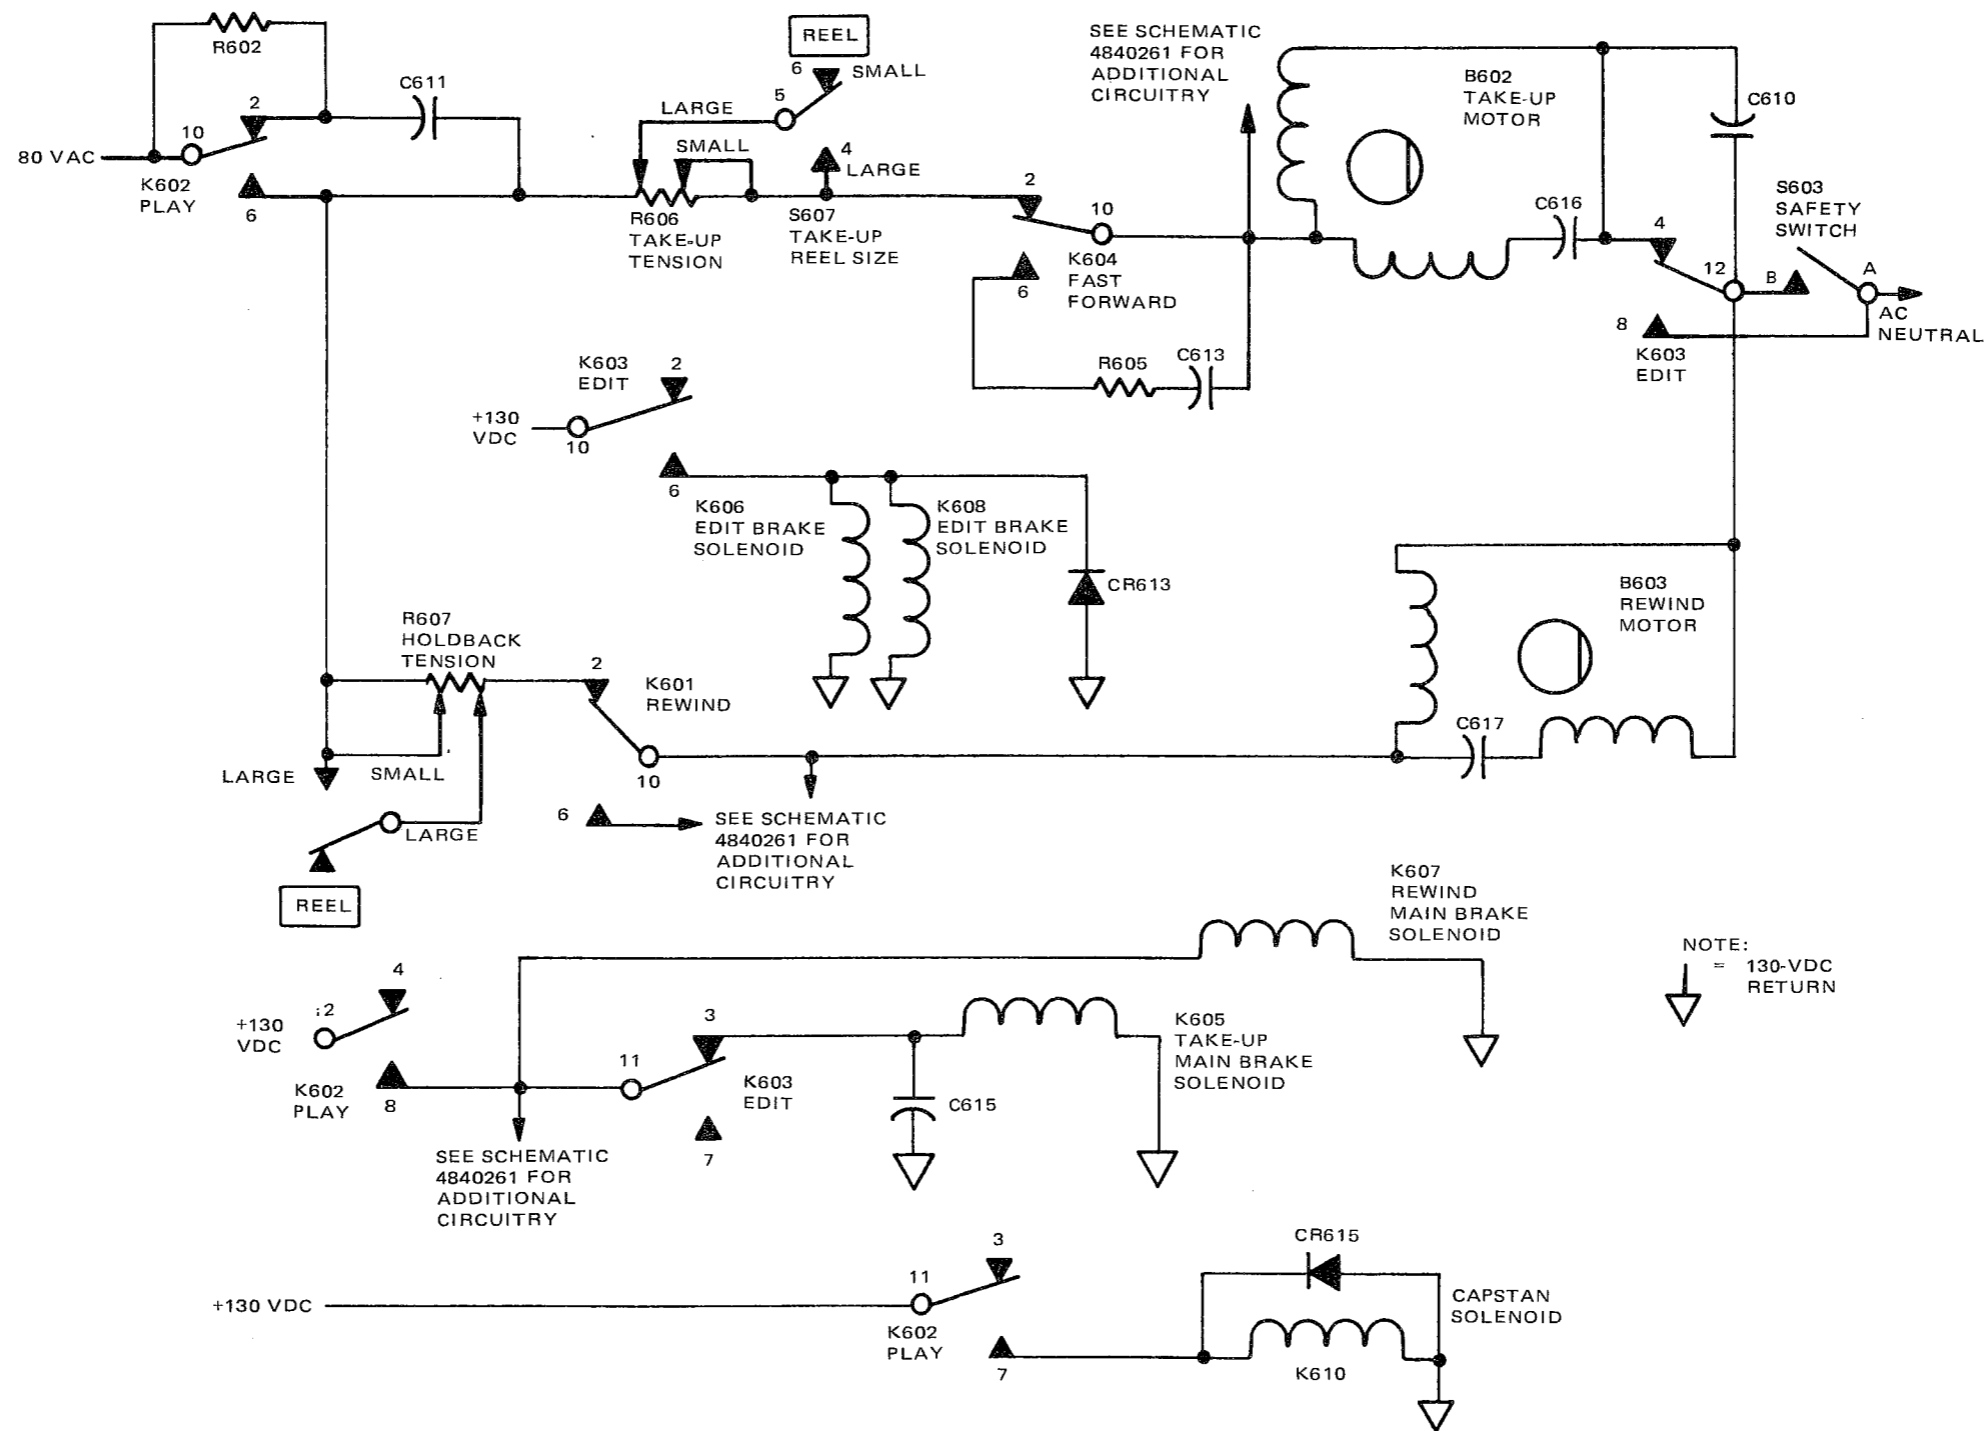 R602
REEL
6
SMALL
SEE SCHEMATIC
4840261 FOR
ADDITIONAL
CIRCUITRY
B602
TAKE-UP
MOTOR
C610
C611
2
10
80 VAC
K602
PLAY
6
5
LARGE
SMALL
4
LARGE
R606
TAKE-UP
TENSION
S607
TAKE-UP
REEL SIZE
2
10
K604
FAST
FORWARD
6
C616
S603
SAFETY
SWITCH
4
12
B
A
AC
NEUTRAL
8
K603
EDIT
R605
C613
K603
EDIT
2
+130
VDC
10
6
K606
EDIT BRAKE
SOLENOID
K608
EDIT BRAKE
SOLENOID
CR613
B603
REWIND
MOTOR
R607
HOLDBACK
TENSION
2
K601
REWIND
C617
LARGE
SMALL
10
6
SEE SCHEMATIC
4840261 FOR
ADDITIONAL
CIRCUITRY
LARGE
REEL
K607
REWIND
MAIN BRAKE
SOLENOID
NOTE:
= 130-VDC
RETURN
4
:2
+130
VDC
K602
PLAY
8
3
11
K603
EDIT
7
K605
TAKE-UP
MAIN BRAKE
SOLENOID
C615
SEE SCHEMATIC
4840261 FOR
ADDITIONAL
CIRCUITRY
3
CR615
11
+130 VDC
K602
PLAY
7
CAPSTAN
SOLENOID
K610